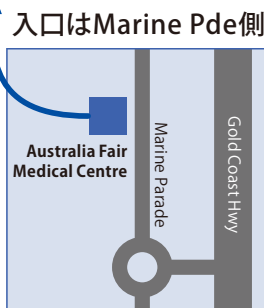 入口はMarine Pde側
Australia Fair
Medical Centre
Marine Parade
Gold Coast Hwy